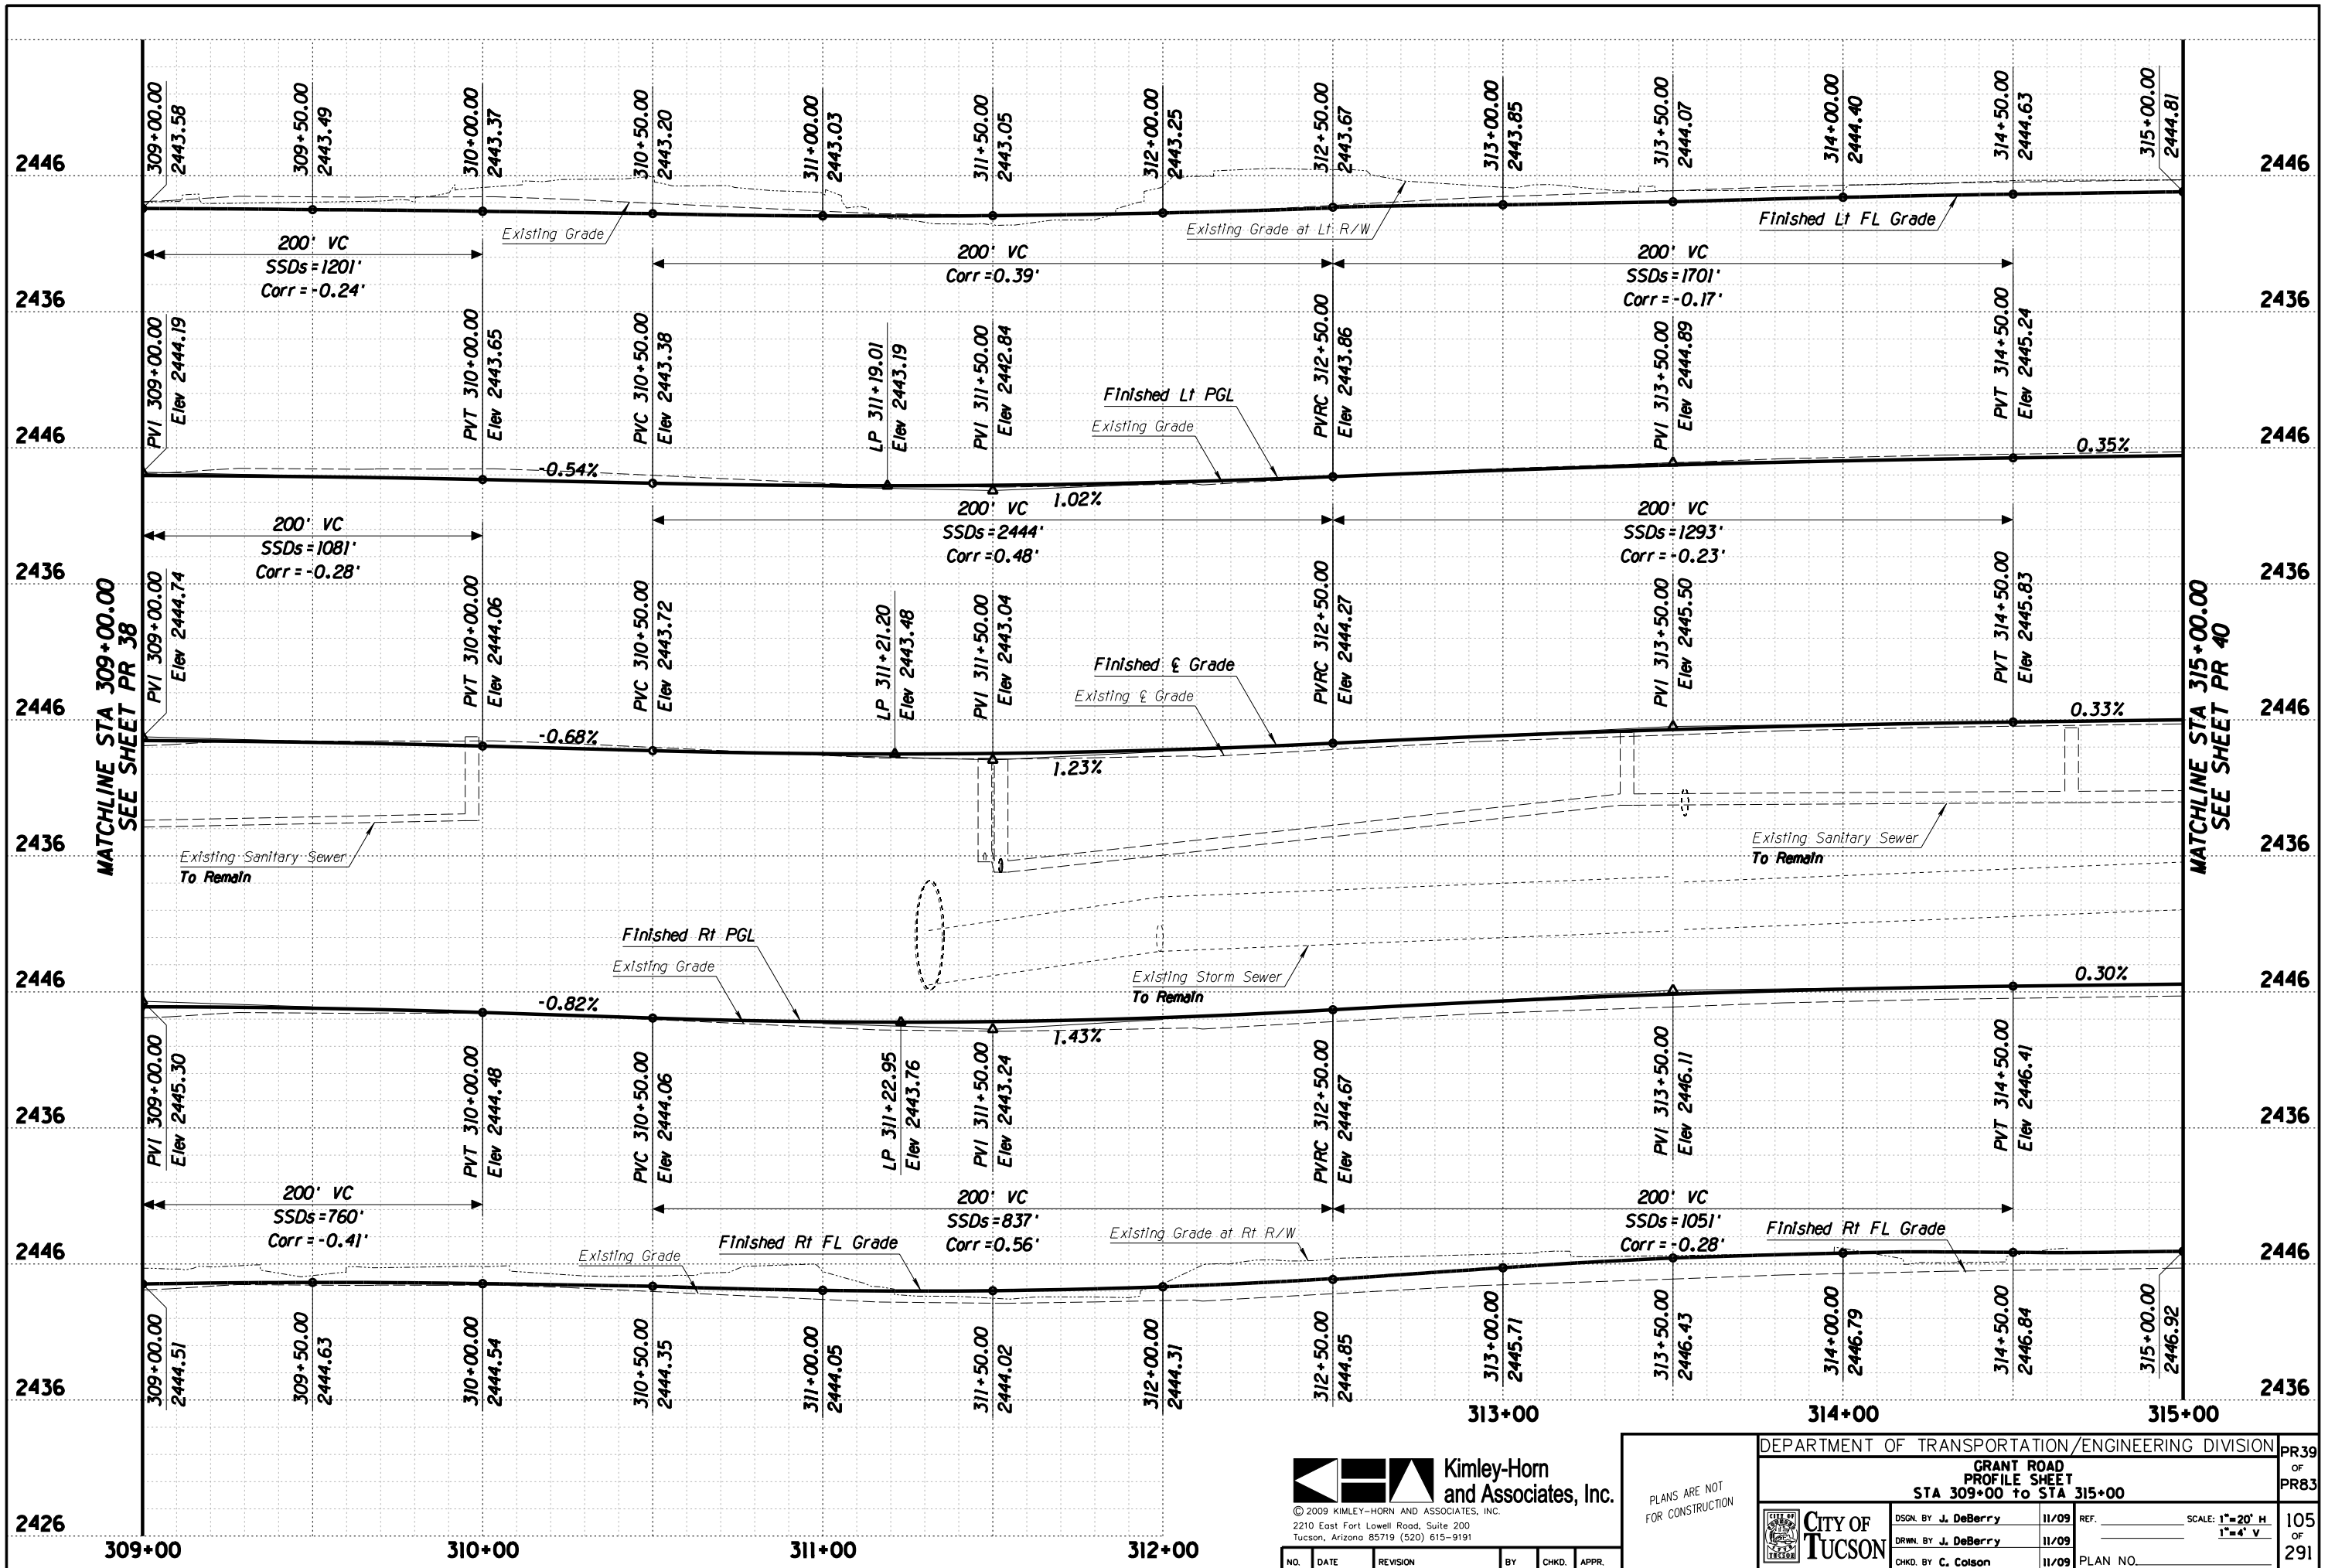 309+00.00
2443.58
309+50.00
2443.49
310+00.00
2443.37
310+50.00
2443.20
311+00.00
2443.03
311+50.00
2443.05
312+00.00
2443.25
312+50.00
2443.67
313+00.00
2443.85
313+50.00
2444.07
314+00.00
2444.40
314+50.00
2444.63
315+00.00
2444.81
2446
2446
Existing Grade
Existing Grade at Lt R/W
Finished Lt FL Grade
200' VC
SSDs=1201'
Corr=-0.24'
200' VC
Corr=0.39'
200' VC
SSDs=1701'
Corr=-0.17'
2436
2436
PVI 309+00.00
Elev 2444.19
PVT 310+00.00
Elev 2443.65
PVC 310+50.00
Elev 2443.38
LP 311+19.01
Elev 2443.19
PVI 311+50.00
Elev 2442.84
PVRC 312+50.00
Elev 2443.86
PVI 313+50.00
Elev 2444.89
PVT 314+50.00
Elev 2445.24
Finished Lt PGL
Existing Grade
2446
2446
-0.54%
1.02%
0.35%
200' VC
SSDs=1081'
Corr=-0.28'
200' VC
SSDs=2444'
Corr=0.48'
200' VC
SSDs=1293'
Corr=-0.23'
2436
2436
MATCHLINE STA 309+00.00
SEE SHEET PR 38
MATCHLINE STA 315+00.00
SEE SHEET PR 40
PVI 309+00.00
Elev 2444.74
PVT 310+00.00
Elev 2444.06
PVC 310+50.00
Elev 2443.72
LP 311+21.20
Elev 2443.48
PVI 311+50.00
Elev 2443.04
PVRC 312+50.00
Elev 2444.27
PVI 313+50.00
Elev 2445.50
PVT 314+50.00
Elev 2445.83
Finished ℄ Grade
Existing ℄ Grade
2446
2446
-0.68%
1.23%
0.33%
Existing Sanitary Sewer
To Remain
Existing Sanitary Sewer
To Remain
2436
2436
Finished Rt PGL
Existing Grade
Existing Storm Sewer
To Remain
2446
2446
-0.82%
1.43%
0.30%
PVI 309+00.00
Elev 2445.30
PVT 310+00.00
Elev 2444.48
PVC 310+50.00
Elev 2444.06
LP 311+22.95
Elev 2443.76
PVI 311+50.00
Elev 2443.24
PVRC 312+50.00
Elev 2444.67
PVI 313+50.00
Elev 2446.11
PVT 314+50.00
Elev 2446.41
2436
2436
200' VC
SSDs=760'
Corr=-0.41'
200' VC
SSDs=837'
Corr=0.56'
200' VC
SSDs=1051'
Corr=-0.28'
Existing Grade
Finished Rt FL Grade
Existing Grade at Rt R/W
Finished Rt FL Grade
2446
2446
309+00.00
2444.51
309+50.00
2444.63
310+00.00
2444.54
310+50.00
2444.35
311+00.00
2444.05
311+50.00
2444.02
312+00.00
2444.31
312+50.00
2444.85
313+00.00
2445.71
313+50.00
2446.43
314+00.00
2446.79
314+50.00
2446.84
315+00.00
2446.92
2436
2436
313+00
314+00
315+00
2426
309+00
310+00
311+00
312+00
Kimley-Horn
and Associates, Inc.
© 2009 KIMLEY-HORN AND ASSOCIATES, INC.
2210 East Fort Lowell Road, Suite 200
Tucson, Arizona 85719 (520) 615-9191
NO. DATE REVISION BY CHKD. APPR.
PLANS ARE NOT
FOR CONSTRUCTION
DEPARTMENT OF TRANSPORTATION/ENGINEERING DIVISION
GRANT ROAD
PROFILE SHEET
STA 309+00 to STA 315+00
PR39
OF
PR83
CITY OF
TUCSON
CITY OF
TUCSON
DSGN. BY J. DeBerry 11/09
DRWN. BY J. DeBerry 11/09
CHKD. BY C. Colson 11/09
REF.
SCALE: 1"=20' H
1"=4' V
PLAN NO.
105
OF
291